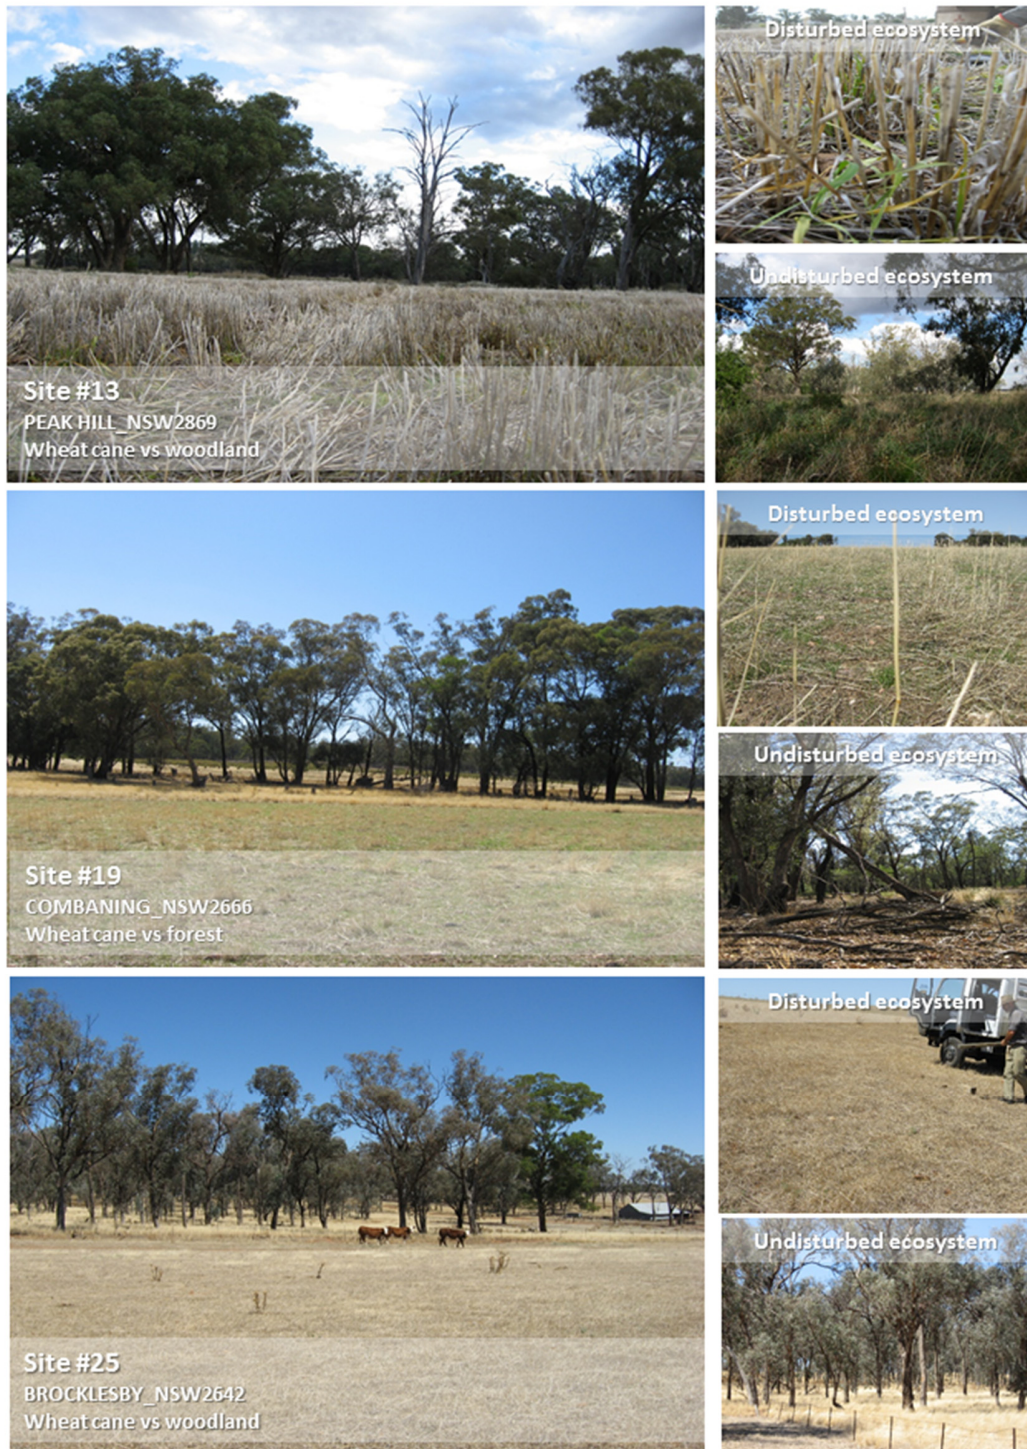 Disturbed ecosystem
Undisturbed ecosystem
Site #13
PEAK HILL_NSW2869
Wheat cane vs woodland
Disturbed ecosystem
Undisturbed ecosystem
Site #19
COMBANING_NSW2666
Wheat cane vs forest
Disturbed ecosystem
Undisturbed ecosystem
Site #25
BROCKLESBY_NSW2642
Wheat cane vs woodland